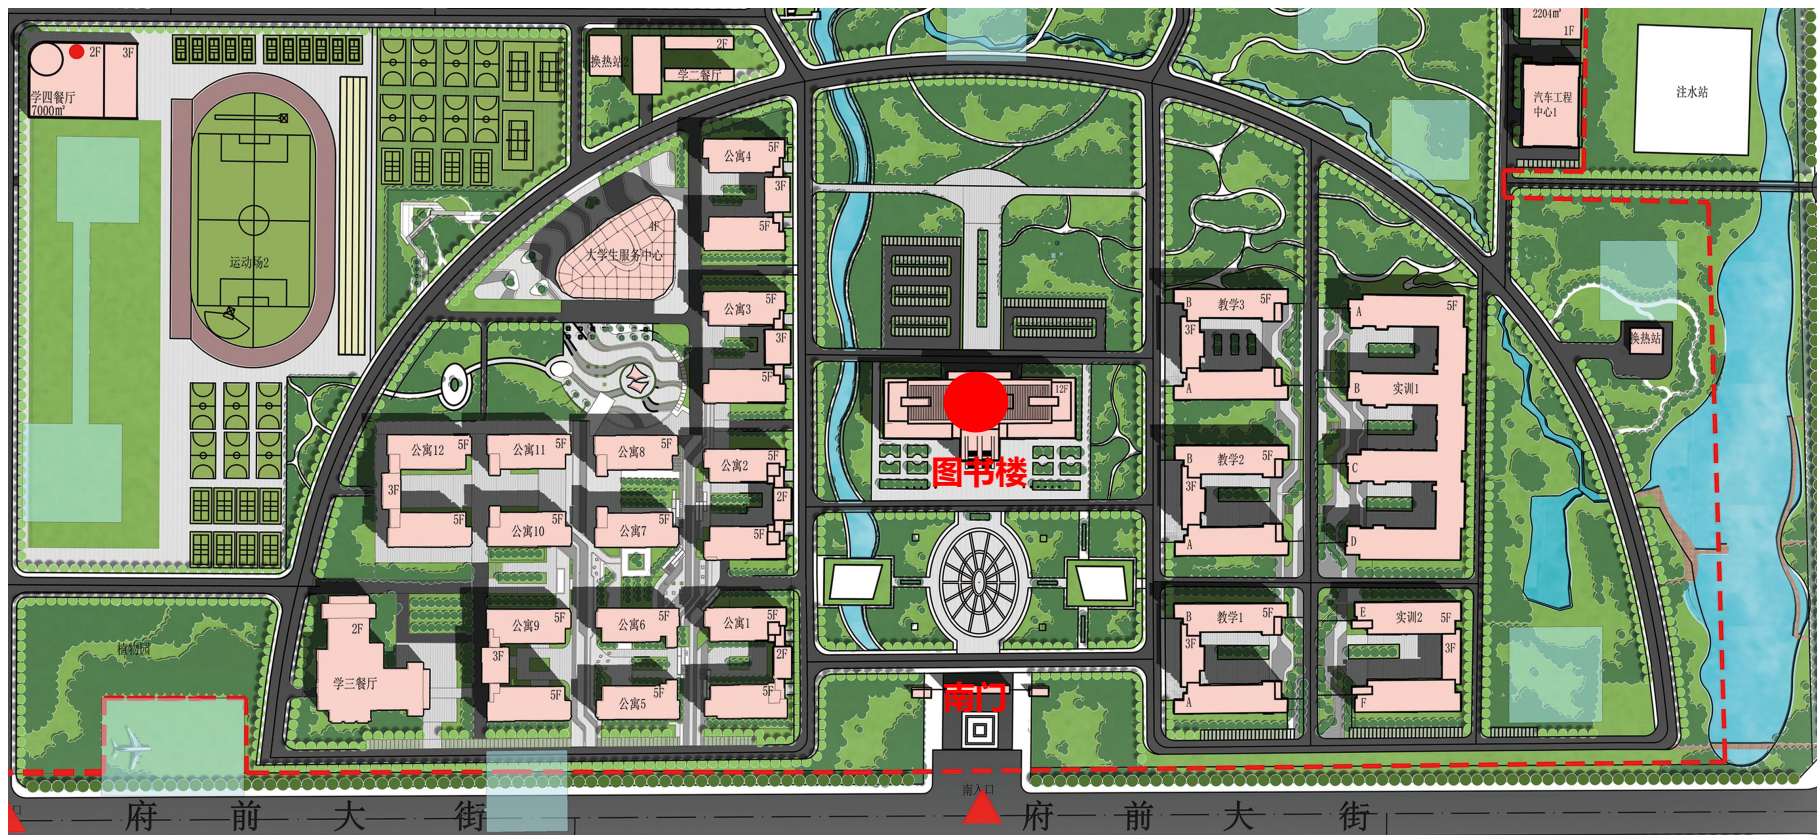 2204㎡
1F
2F
3F
学四餐厅
7000㎡
换热站2
2F
学二餐厅
汽车工程
中心1
注水站
公寓4
5F
3F
5F
4F
大学生服务中心
运动场2
公寓3
5F
3F
5F
B
教学3
5F
3F
A
A
5F
B
实训1
C
D
换热站
12F
图书楼
公寓12
5F
公寓11
5F
公寓8
5F
公寓2
5F
3F
2F
5F
公寓10
5F
公寓7
5F
5F
B
教学2
5F
3F
A
植物园
2F
学三餐厅
公寓9
5F
公寓6
5F
公寓1
5F
3F
2F
5F
公寓5
5F
5F
B
教学1
5F
3F
A
E
实训2
5F
3F
F
南门
南入口
口
府前大街
府前大街